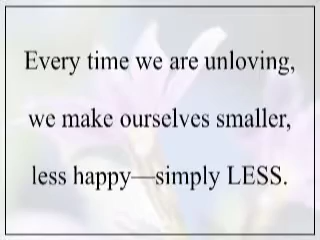 Every time we are unloving,
we make ourselves smaller,
less happy—simply LESS.